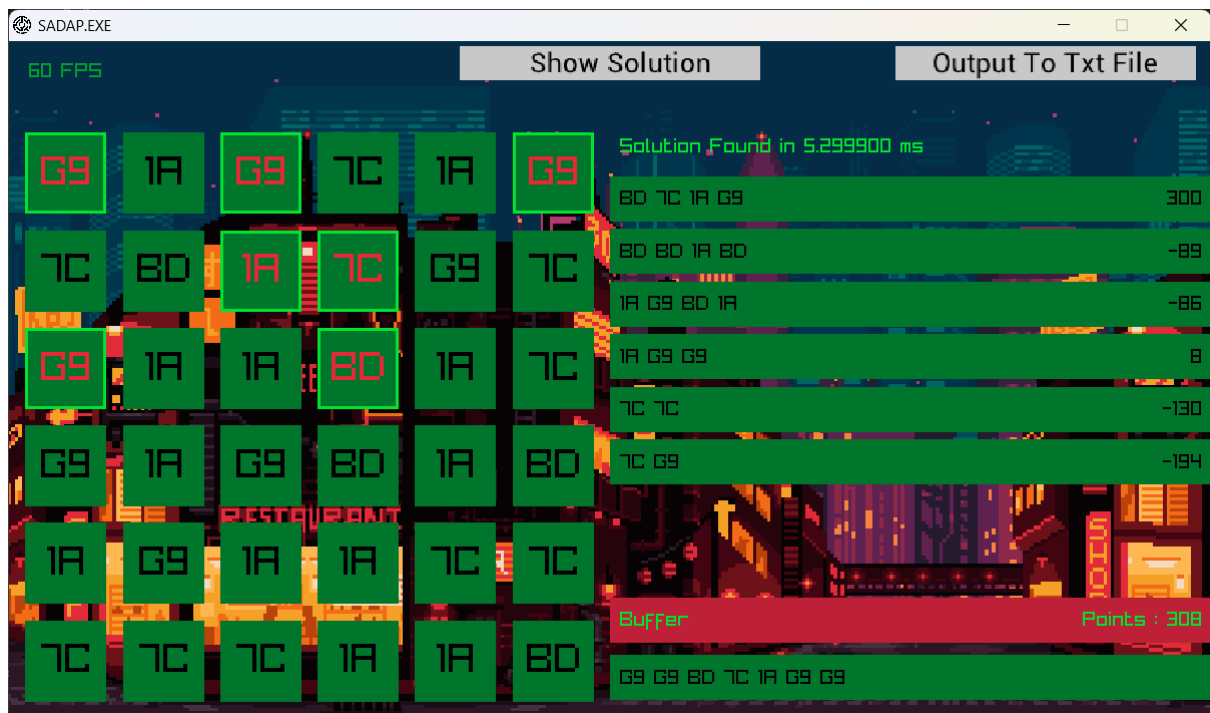 SADAP.EXE
60 FPS
Show Solution
Output To Txt File
G9 1A G9 7C 1A G9
7C BD 1A 7C G9 7C
G9 1A 1A BD 1A 7C
G9 1A G9 BD 1A BD
1A G9 1A 1A 7C 7C
7C 7C 7C 1A 1A BD
Solution Found in 5.299900 ms
BD 7C 1A G9 300
BD BD 1A BD -89
1A G9 BD 1A -86
1A G9 G9 8
7C 7C -130
7C G9 -194
Buffer Points : 308
G9 G9 BD 7C 1A G9 G9
RESTAURANT